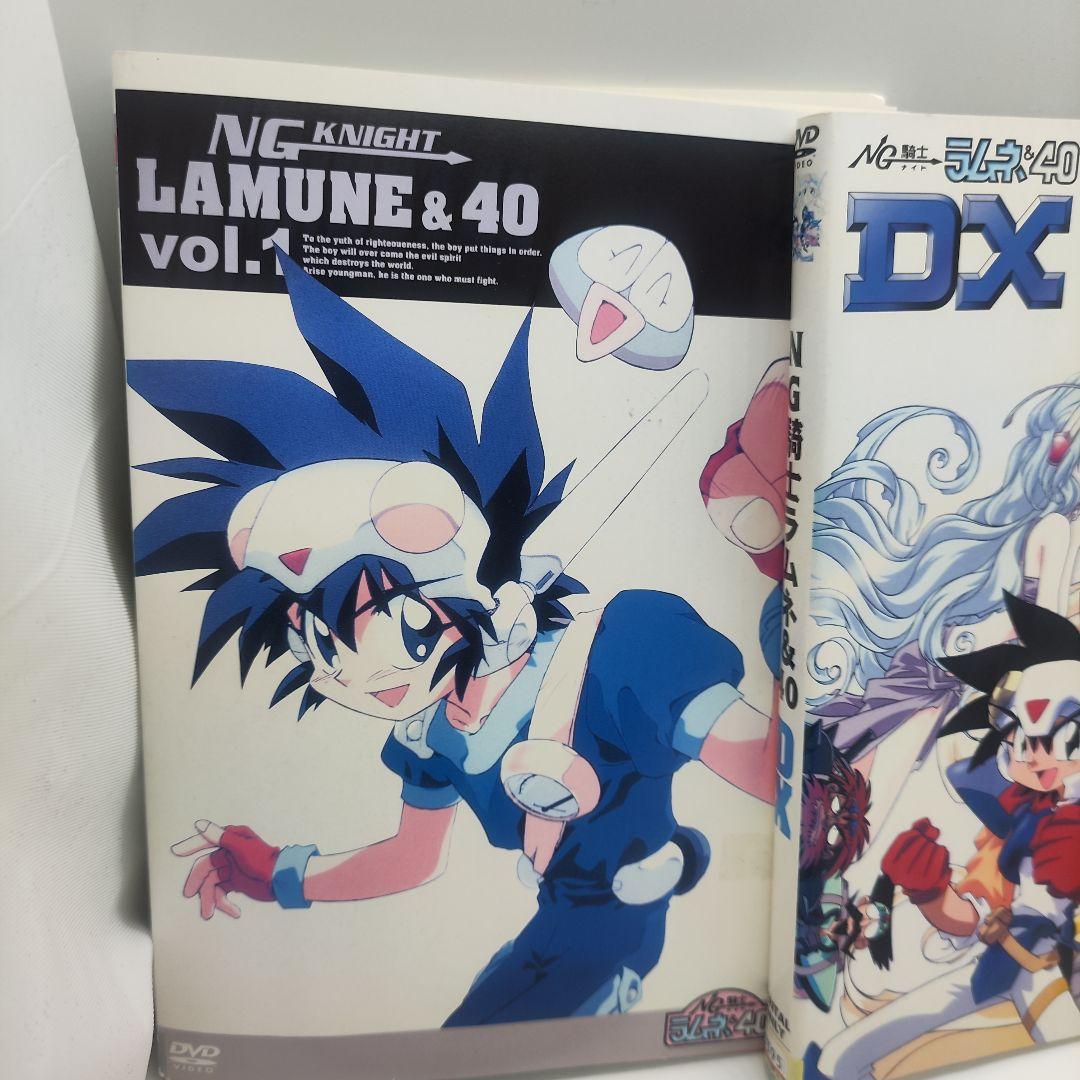 NG KNIGHT
LAMUNE & 40
vol.1
To the yuth of righteoueness, the boy put things in order.
The boy will over come the evil spiril
which destroys the world.
Arise youngman, he is the one who must fight.
NG騎士
ラムネ&40
DVD
VIDEO
DVD
VIDEO
NG騎士ラムネ&40 DX
NG騎士
ナイト
ラムネ&40
DX